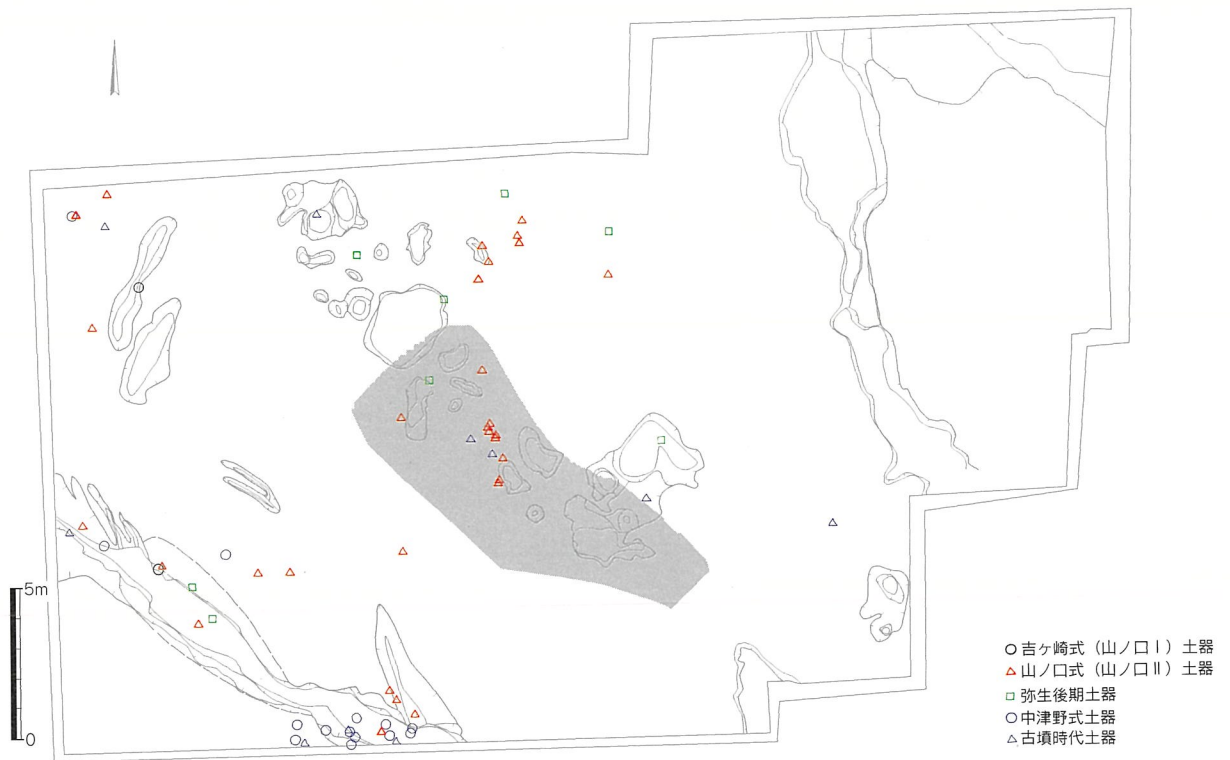 5m
0
吉ヶ崎式（山ノ口Ⅰ）土器
山ノ口式（山ノ口Ⅱ）土器
弥生後期土器
中津野式土器
古墳時代土器